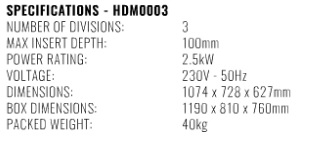 SPECIFICATIONS - HDM0003
NUMBER OF DIVISIONS: 3
MAX INSERT DEPTH: 100mm
POWER RATING: 2.5kW
VOLTAGE: 230V - 50Hz
DIMENSIONS: 1074 x 728 x 627mm
BOX DIMENSIONS: 1190 x 810 x 760mm
PACKED WEIGHT: 40kg